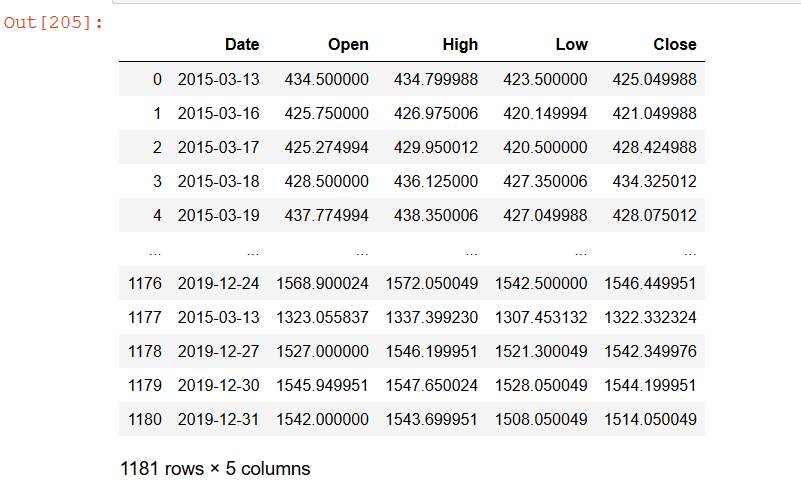 Out[205]:
Date Open High Low Close
0 2015-03-13 434.500000 434.799988 423.500000 425.049988
1 2015-03-16 425.750000 426.975006 420.149994 421.049988
2 2015-03-17 425.274994 429.950012 420.500000 428.424988
3 2015-03-18 428.500000 436.125000 427.350006 434.325012
4 2015-03-19 437.774994 438.350006 427.049988 428.075012
... ... ... ... ... ...
1176 2019-12-24 1568.900024 1572.050049 1542.500000 1546.449951
1177 2015-03-13 1323.055837 1337.399230 1307.453132 1322.332324
1178 2019-12-27 1527.000000 1546.199951 1521.300049 1542.349976
1179 2019-12-30 1545.949951 1547.650024 1528.050049 1544.199951
1180 2019-12-31 1542.000000 1543.699951 1508.050049 1514.050049
1181 rows × 5 columns